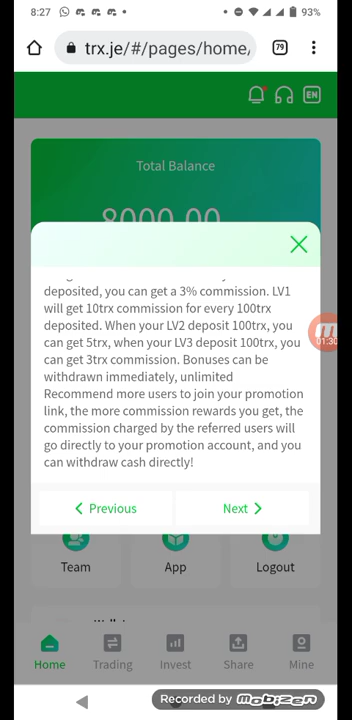 8:27
93%
trx.je/#/pages/home/
79
EN
Total Balance
8000.00
deposited, you can get a 3% commission. LV1
will get 10trx commission for every 100trx
deposited. When your LV2 deposit 100trx, you
can get 5trx, when your LV3 deposit 100trx, you
can get 3trx commission. Bonuses can be
withdrawn immediately, unlimited
Recommend more users to join your promotion
link, the more commission rewards you get, the
commission charged by the referred users will
go directly to your promotion account, and you
can withdraw cash directly!
01:30
Previous Next
Team App Logout
Home Trading Invest Share Mine
Recorded by mobizen